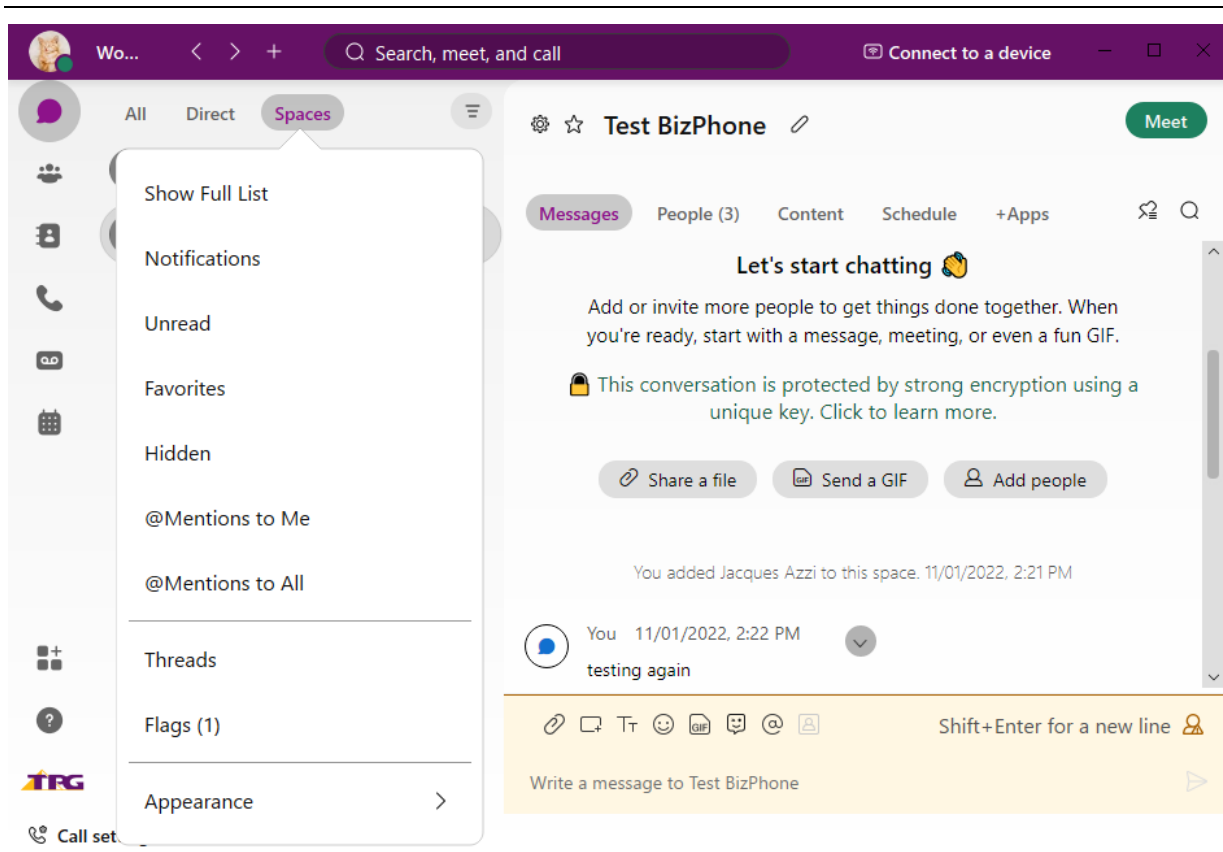 Wo...
Search, meet, and call
Connect to a device
All
Direct
Spaces
Show Full List
Notifications
Unread
Favorites
Hidden
@Mentions to Me
@Mentions to All
Threads
Flags (1)
Appearance
TPG
Call set
Test BizPhone
Meet
Messages
People (3)
Content
Schedule
+Apps
Let's start chatting 👏
Add or invite more people to get things done together. When
you're ready, start with a message, meeting, or even a fun GIF.
This conversation is protected by strong encryption using a
unique key. Click to learn more.
Share a file
GIF Send a GIF
Add people
You added Jacques Azzi to this space. 11/01/2022, 2:21 PM
You 11/01/2022, 2:22 PM
testing again
GIF
Shift+Enter for a new line
Write a message to Test BizPhone